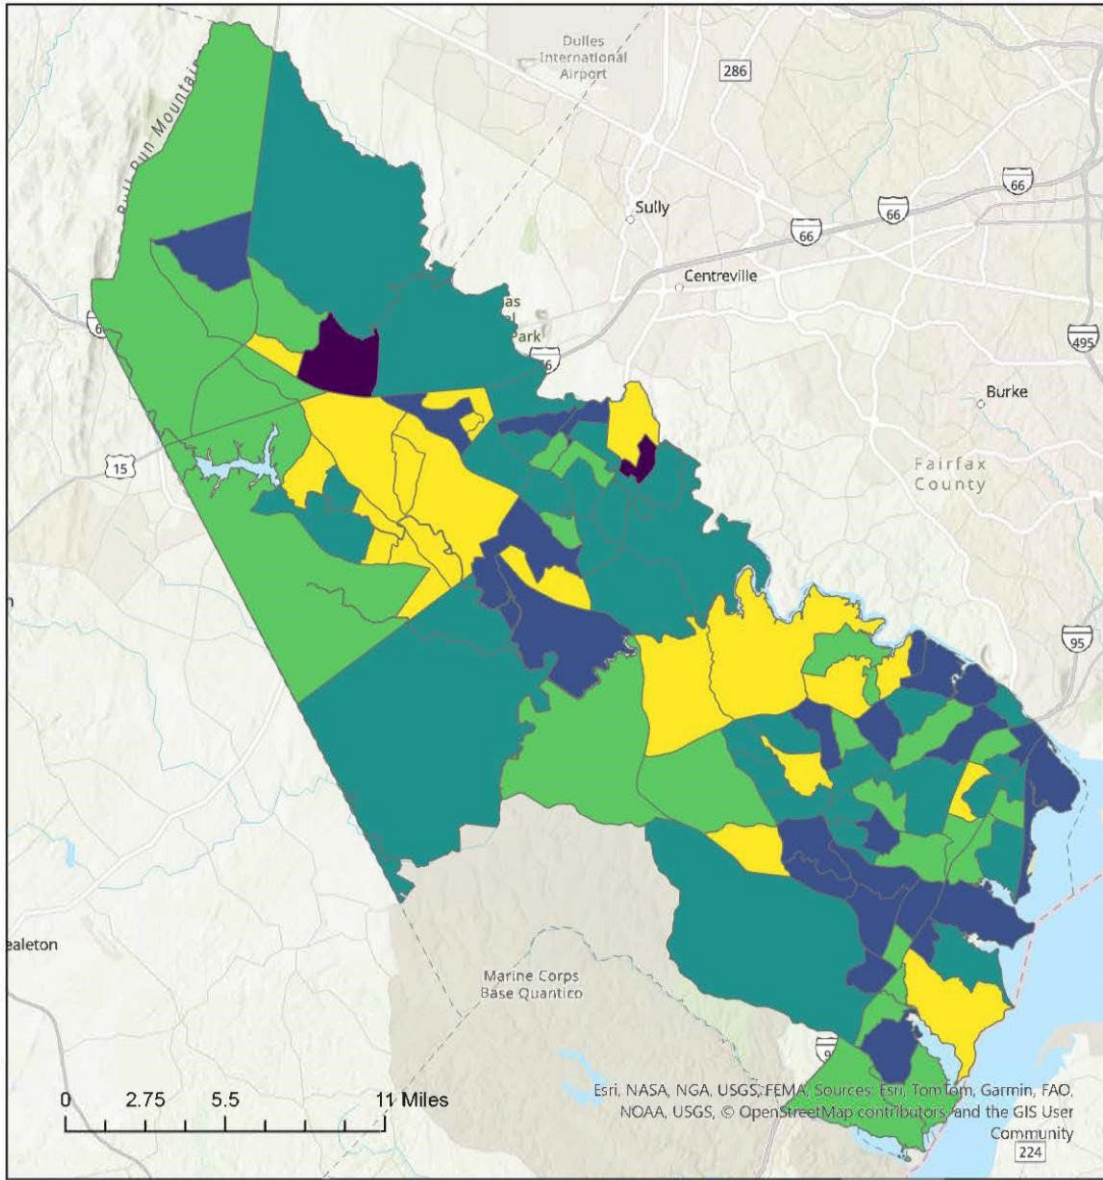 Dulles
International
Airport
286
Sully
66
66
66
Centreville
Park
495
Burke
15
Fairfax
County
95
Marine Corps
Base Quantico
0 2.75 5.5 11 Miles
Esri, NASA, NGA, USGS, FEMA, Sources: Esri, TomTom, Garmin, FAO,
NOAA, USGS, © OpenStreetMap contributors, and the GIS User
Community
224